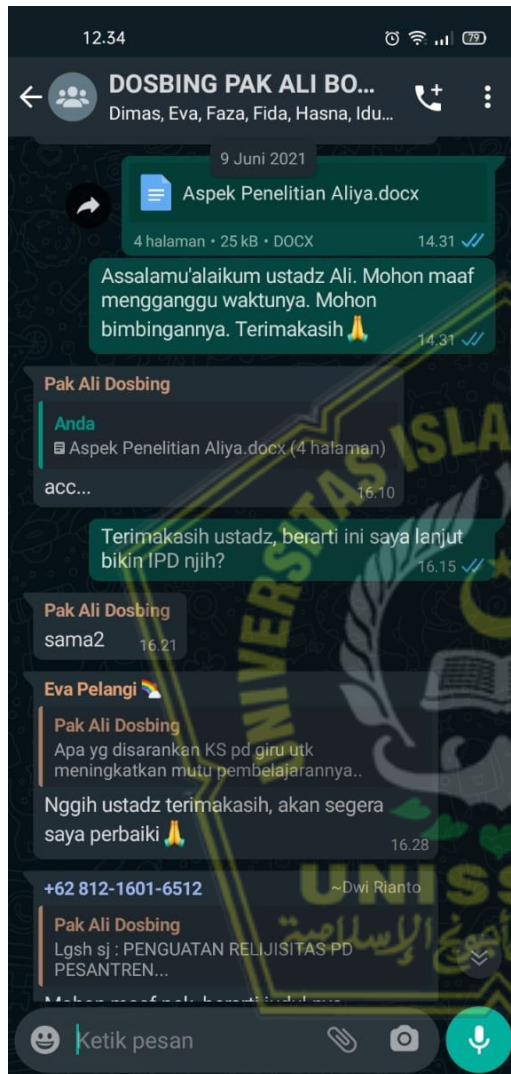 12.34
79
DOSBING PAK ALI BO...
Dimas, Eva, Faza, Fida, Hasna, Idu...
9 Juni 2021
Aspek Penelitian Aliya.docx
4 halaman • 25 kB • DOCX 14.31
Assalamu'alaikum ustadz Ali. Mohon maaf
mengganggu waktunya. Mohon
bimbingannya. Terimakasih 🙏
14.31
Pak Ali Dosbing
Anda
Aspek Penelitian Aliya.docx (4 halaman)
acc... 16.10
Terimakasih ustadz, berarti ini saya lanjut
bikin IPD njih? 16.15
Pak Ali Dosbing
sama2 16.21
Eva Pelangi
Pak Ali Dosbing
Apa yg disarankan KS pd giru utk
meningkatkan mutu pembelajarannya..
Nggih ustadz terimakasih, akan segera
saya perbaiki 🙏 16.28
+62 812-1601-6512 ~Dwi Rianto
Pak Ali Dosbing
Lgsh sj : PENGUATAN RELIJISITAS PD
PESANTREN...
Ketik pesan
UNIVERSITAS ISLA
UNISS